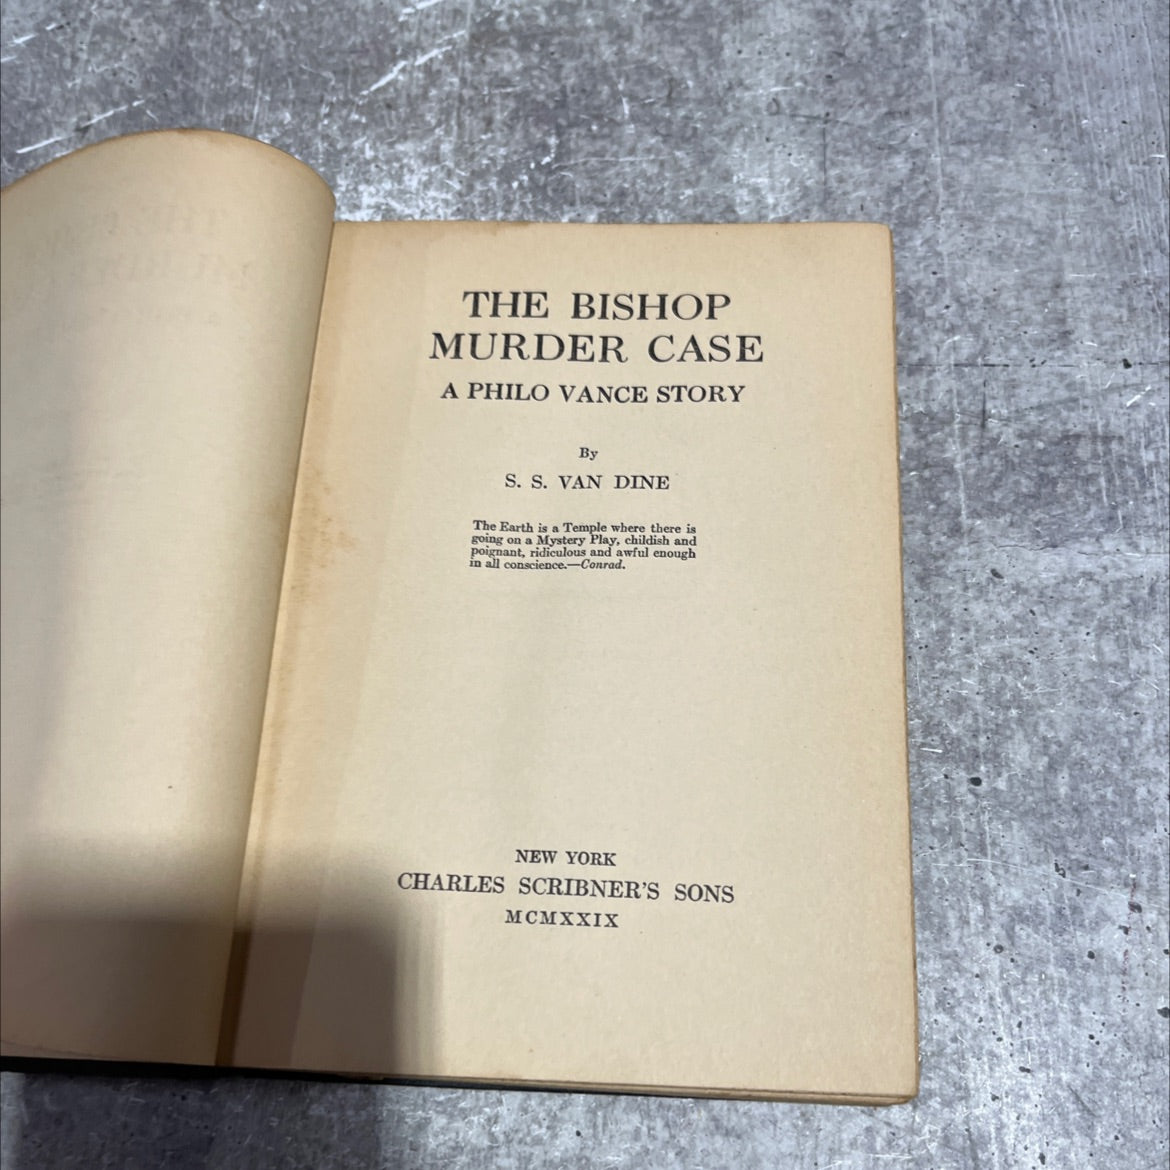 THE BISHOP
MURDER CASE
A PHILO VANCE STORY
By
S. S. VAN DINE
The Earth is a Temple where there is
going on a Mystery Play, childish and
poignant, ridiculous and awful enough
in all conscience.—Conrad.
NEW YORK
CHARLES SCRIBNER'S SONS
MCMXXIX